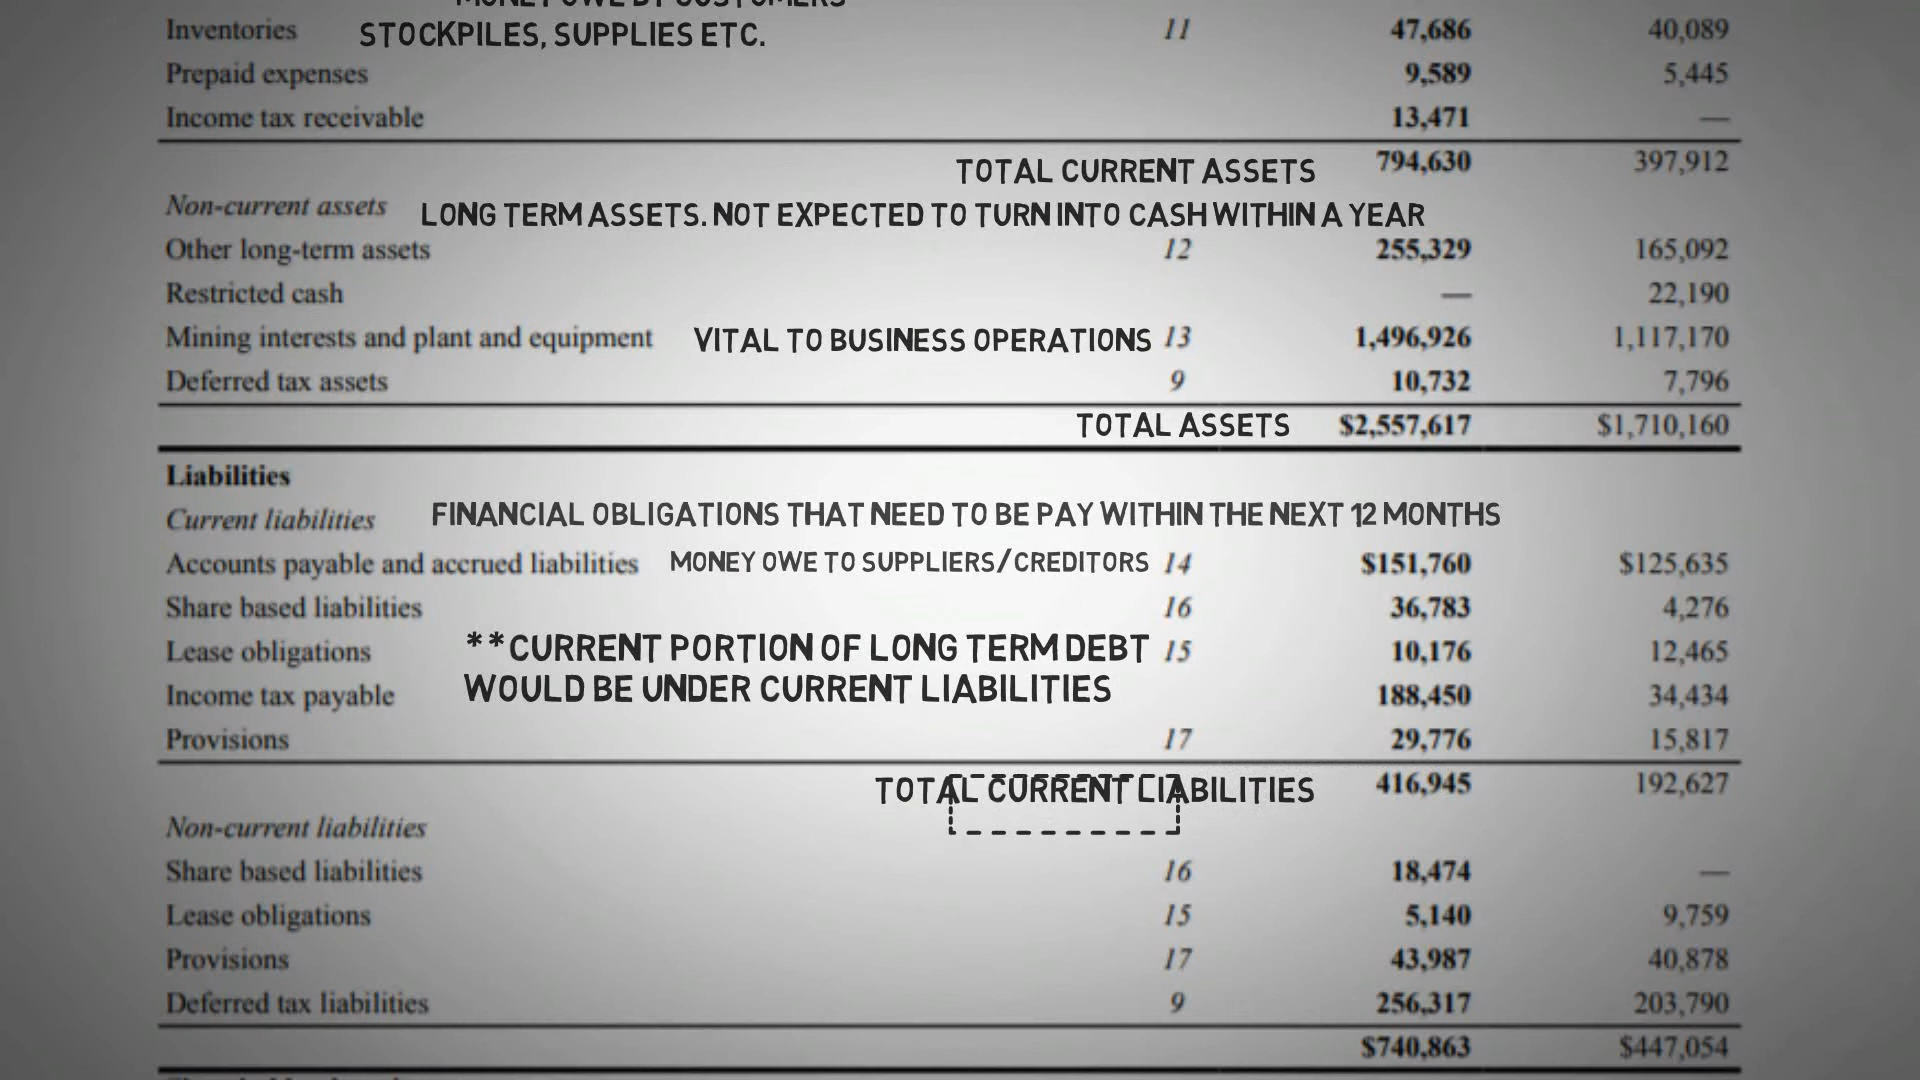 MONEY OWE BY CUSTOMERS
Inventories STOCKPILES, SUPPLIES ETC. 11 47,686 40,089
Prepaid expenses 9,589 5,445
Income tax receivable 13,471 —
TOTAL CURRENT ASSETS 794,630 397,912
Non-current assets LONG TERM ASSETS. NOT EXPECTED TO TURN INTO CASH WITHIN A YEAR
Other long-term assets 12 255,329 165,092
Restricted cash — 22,190
Mining interests and plant and equipment VITAL TO BUSINESS OPERATIONS 13 1,496,926 1,117,170
Deferred tax assets 9 10,732 7,796
TOTAL ASSETS $2,557,617 $1,710,160
Liabilities
Current liabilities FINANCIAL OBLIGATIONS THAT NEED TO BE PAY WITHIN THE NEXT 12 MONTHS
Accounts payable and accrued liabilities MONEY OWE TO SUPPLIERS/CREDITORS 14 $151,760 $125,635
Share based liabilities 16 36,783 4,276
Lease obligations **CURRENT PORTION OF LONG TERM DEBT 15 10,176 12,465
Income tax payable WOULD BE UNDER CURRENT LIABILITIES 188,450 34,434
Provisions 17 29,776 15,817
TOTAL CURRENT LIABILITIES 416,945 192,627
Non-current liabilities
Share based liabilities 16 18,474 —
Lease obligations 15 5,140 9,759
Provisions 17 43,987 40,878
Deferred tax liabilities 9 256,317 203,790
$740,863 $447,054